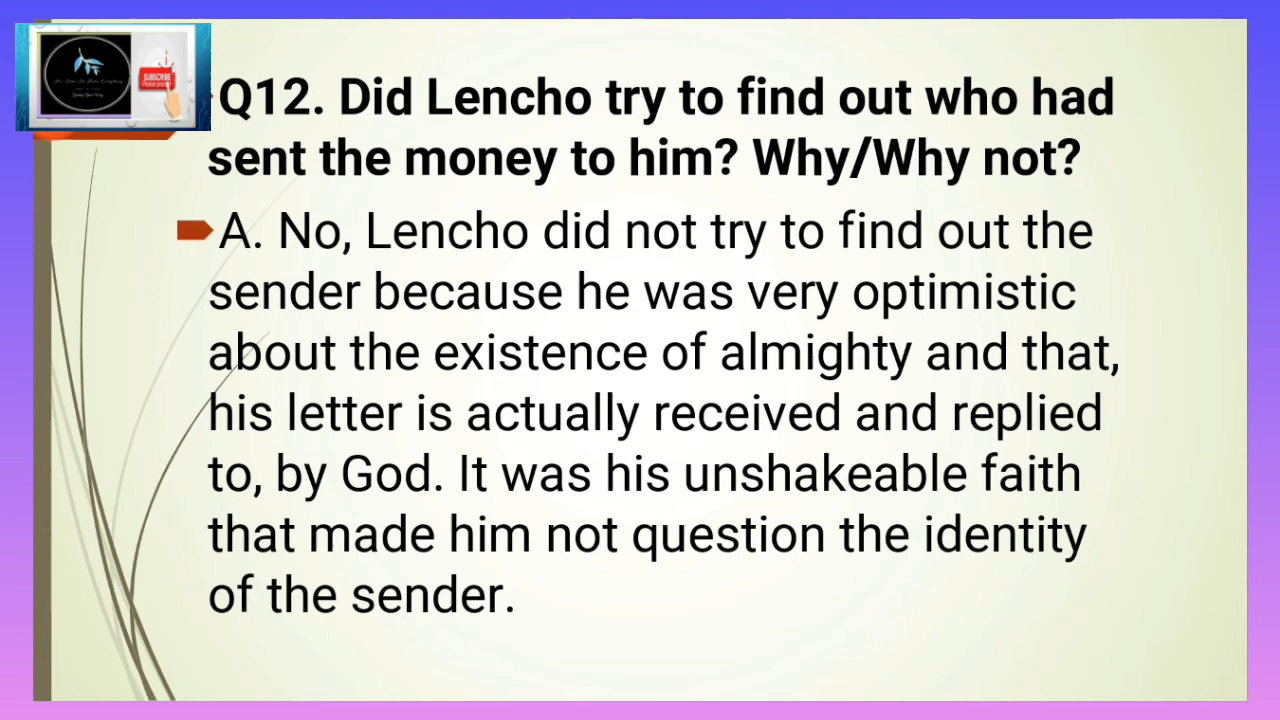 SUBSCRIBE
Q12. Did Lencho try to find out who had
sent the money to him? Why/Why not?
A. No, Lencho did not try to find out the
sender because he was very optimistic
about the existence of almighty and that,
his letter is actually received and replied
to, by God. It was his unshakeable faith
that made him not question the identity
of the sender.